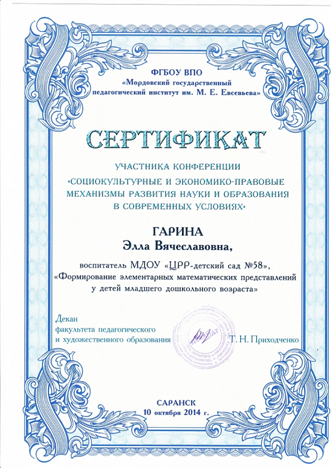 ФГБОУ ВПО
«Мордовский государственный
педагогический институт им. М. Е. Евсевьева»
СЕРТИФИКАТ
УЧАСТНИКА КОНФЕРЕНЦИИ
«СОЦИОКУЛЬТУРНЫЕ И ЭКОНОМИКО-ПРАВОВЫЕ
МЕХАНИЗМЫ РАЗВИТИЯ НАУКИ И ОБРАЗОВАНИЯ
В СОВРЕМЕННЫХ УСЛОВИЯХ»
ГАРИНА
Элла Вячеславовна,
воспитатель МДОУ «ЦРР-детский сад №58»,
«Формирование элементарных математических представлений
у детей младшего дошкольного возраста»
Декан
факультета педагогического
и художественного образования Т. Н. Приходченко
САРАНСК
10 октября 2014 г.